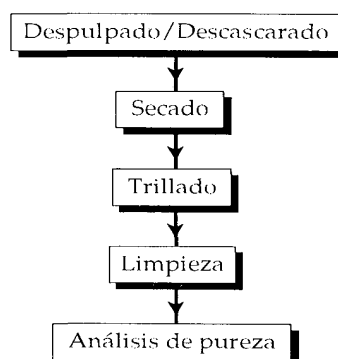 Despulpado/Descascarado
Secado
Trillado
Limpieza
Análisis de pureza